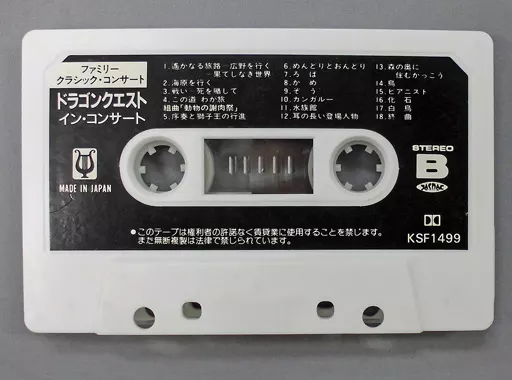 ファミリー
クラシック・コンサート
ドラゴンクエスト
イン・コンサート
MADE IN JAPAN
1.遙かなる旅路―広野を行く
―果てしなき世界
2.海原を行く
3.戦い―死を賭して
4.この道 わが旅
組曲「動物の謝肉祭」
5.序奏と獅子王の行進
6.めんどりとおんどり
7.ろば
8.かめ
9.ぞう
10.カンガルー
11.水族館
12.耳の長い登場人物
13.森の奥に
住むかっこう
14.鳥
15.ピアニスト
16.化石
17.白鳥
18.終曲
STEREO
B
●このテープは権利者の許諾なく賃貸業に使用することを禁じます。
また無断複製は法律で禁じられています。
KSF1499